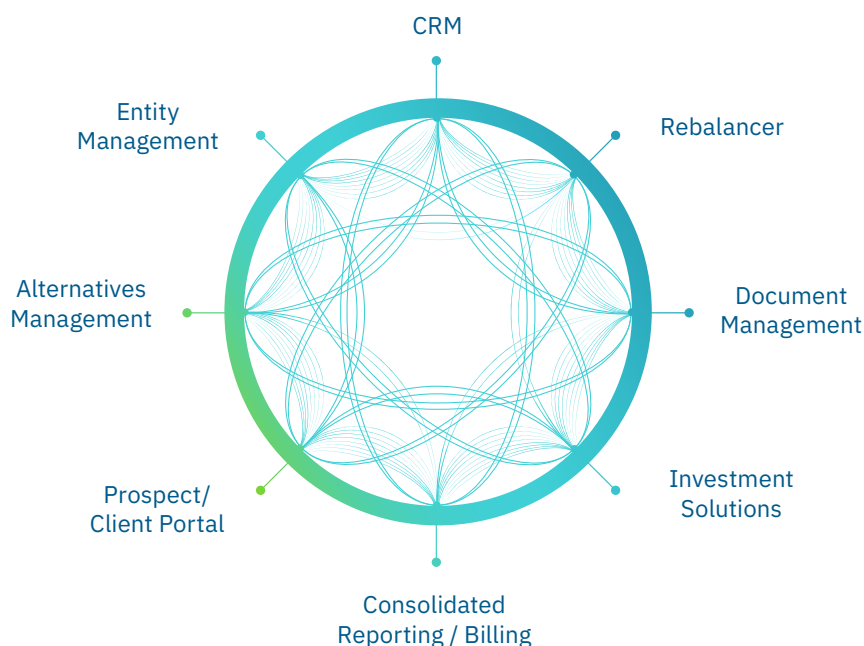 CRM
Rebalancer
Document
Management
Investment
Solutions
Consolidated
Reporting / Billing
Prospect/
Client Portal
Alternatives
Management
Entity
Management